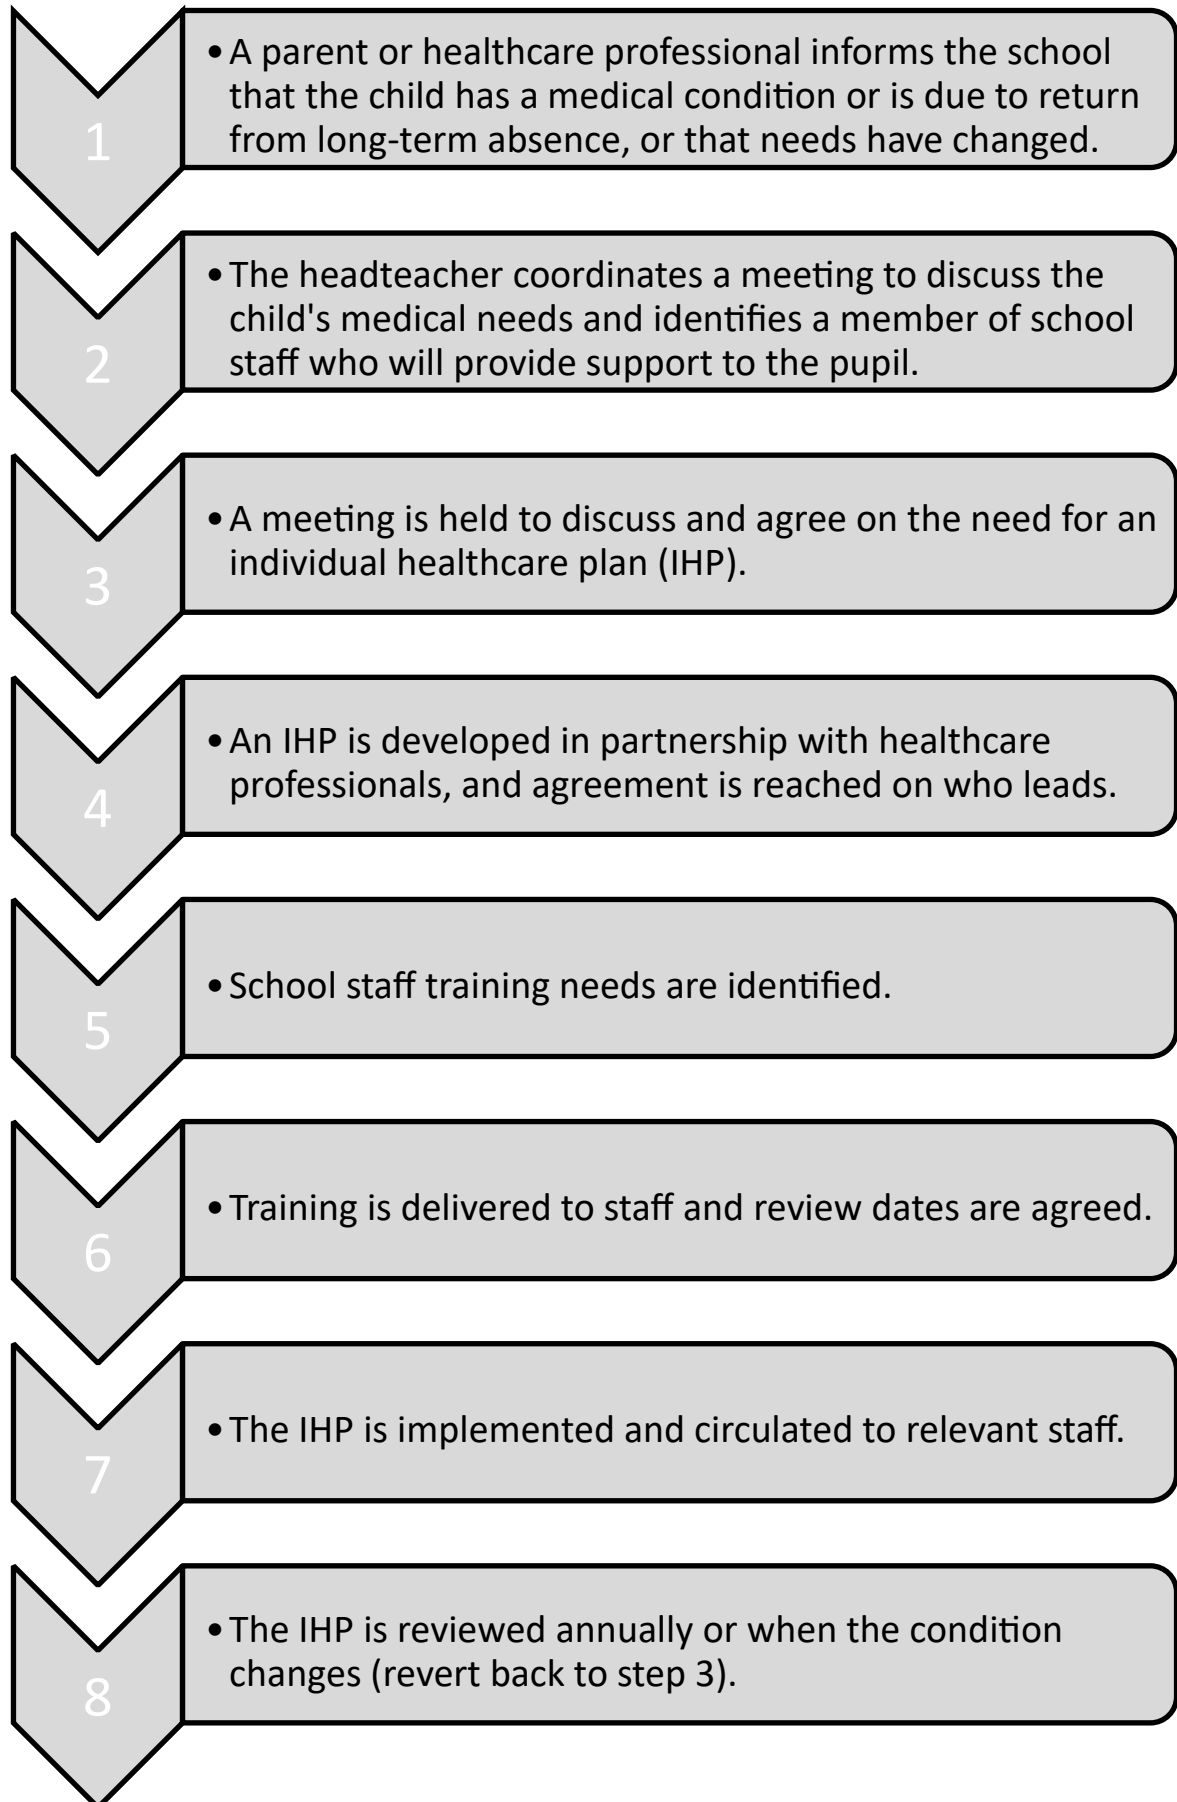 1
• A parent or healthcare professional informs the school
that the child has a medical condition or is due to return
from long-term absence, or that needs have changed.
2
• The headteacher coordinates a meeting to discuss the
child's medical needs and identifies a member of school
staff who will provide support to the pupil.
3
• A meeting is held to discuss and agree on the need for an
individual healthcare plan (IHP).
4
• An IHP is developed in partnership with healthcare
professionals, and agreement is reached on who leads.
5
• School staff training needs are identified.
6
• Training is delivered to staff and review dates are agreed.
7
• The IHP is implemented and circulated to relevant staff.
8
• The IHP is reviewed annually or when the condition
changes (revert back to step 3).